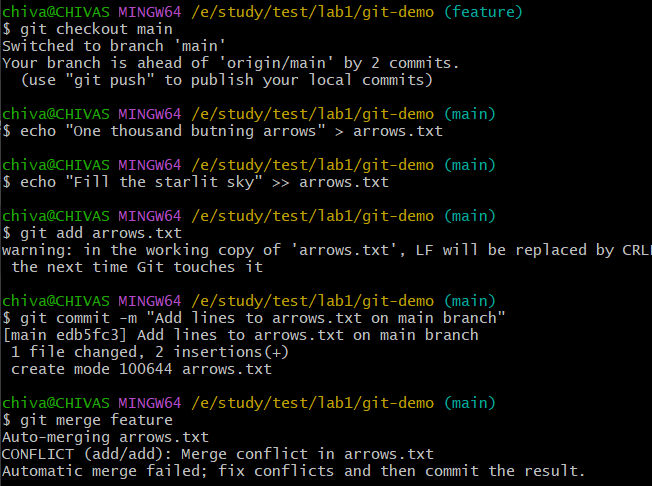 chiva@CHIVAS MINGW64 /e/study/test/lab1/git-demo (feature)
$ git checkout main
Switched to branch 'main'
Your branch is ahead of 'origin/main' by 2 commits.
  (use "git push" to publish your local commits)
chiva@CHIVAS MINGW64 /e/study/test/lab1/git-demo (main)
$ echo "One thousand butning arrows" > arrows.txt
chiva@CHIVAS MINGW64 /e/study/test/lab1/git-demo (main)
$ echo "Fill the starlit sky" >> arrows.txt
chiva@CHIVAS MINGW64 /e/study/test/lab1/git-demo (main)
$ git add arrows.txt
warning: in the working copy of 'arrows.txt', LF will be replaced by CRLF
 the next time Git touches it
chiva@CHIVAS MINGW64 /e/study/test/lab1/git-demo (main)
$ git commit -m "Add lines to arrows.txt on main branch"
[main edb5fc3] Add lines to arrows.txt on main branch
 1 file changed, 2 insertions(+)
 create mode 100644 arrows.txt
chiva@CHIVAS MINGW64 /e/study/test/lab1/git-demo (main)
$ git merge feature
Auto-merging arrows.txt
CONFLICT (add/add): Merge conflict in arrows.txt
Automatic merge failed; fix conflicts and then commit the result.